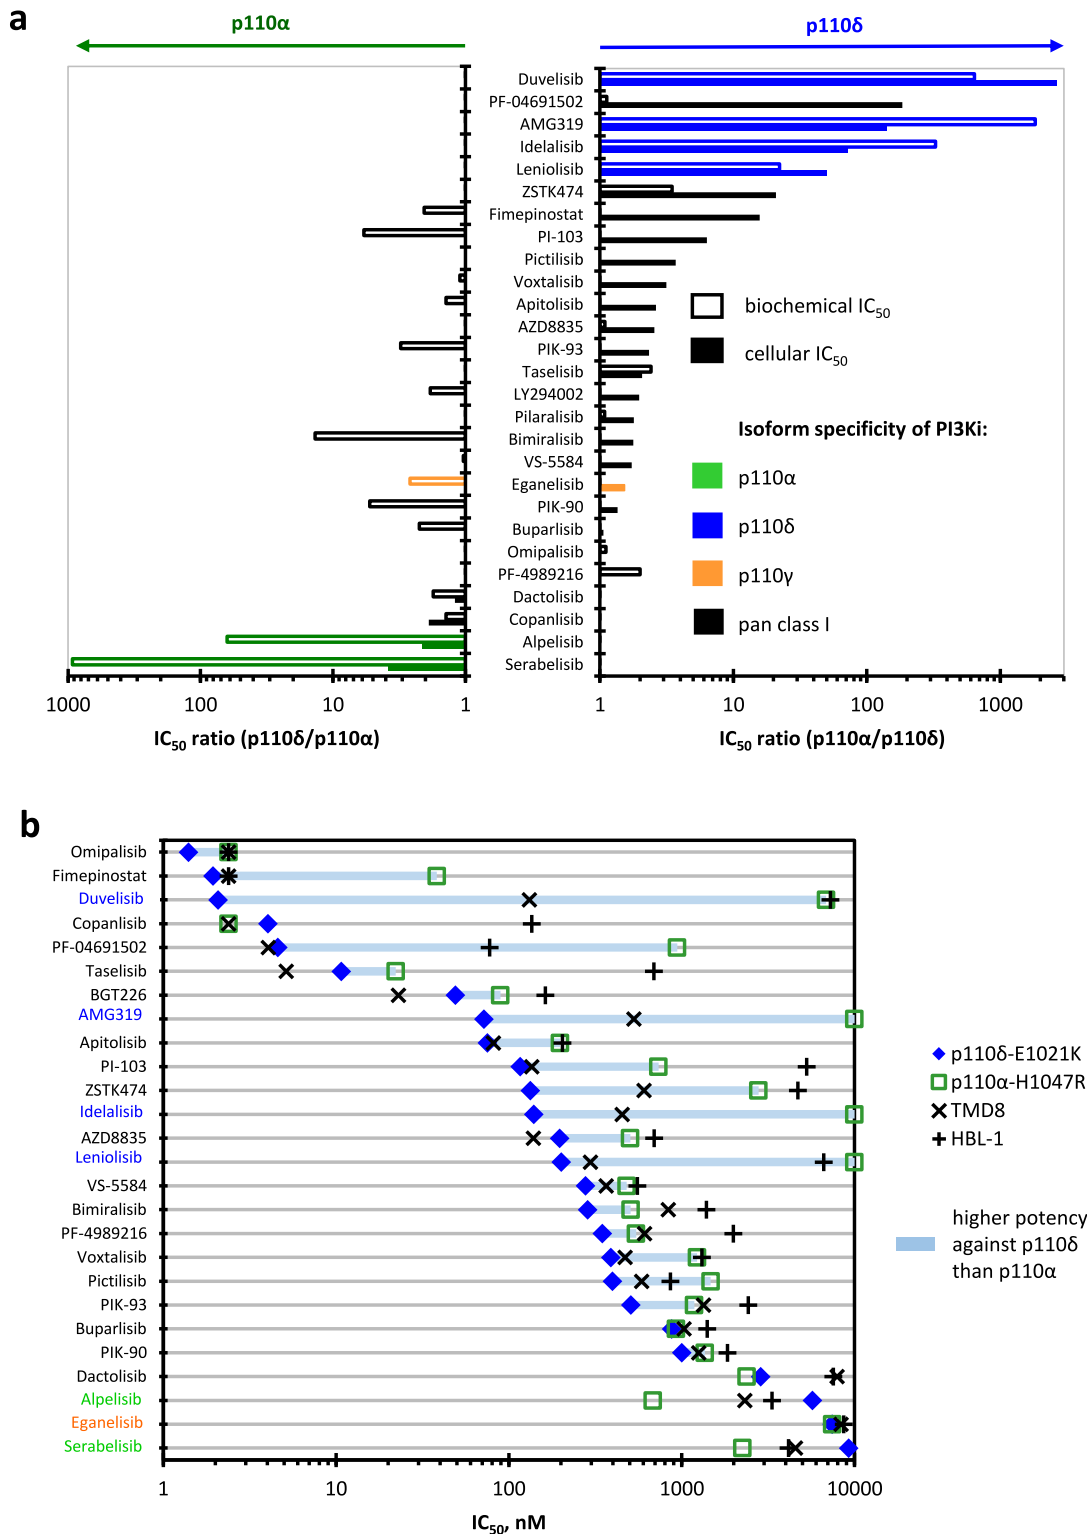 a
p110α
p110δ
Duvelisib
PF-04691502
AMG319
Idelalisib
Leniolisib
ZSTK474
Fimepinostat
PI-103
Pictilisib
Voxtalisib
Apitolisib
AZD8835
PIK-93
Taselisib
LY294002
Pilaralisib
Bimiralisib
VS-5584
Eganelisib
PIK-90
Buparlisib
Omipalisib
PF-4989216
Dactolisib
Copanlisib
Alpelisib
Serabelisib
biochemical IC50
cellular IC50
Isoform specificity of PI3Ki:
p110α
p110δ
p110γ
pan class I
1000 100 10 1
1 10 100 1000
IC50 ratio (p110δ/p110α)
IC50 ratio (p110α/p110δ)
b
Omipalisib
Fimepinostat
Duvelisib
Copanlisib
PF-04691502
Taselisib
BGT226
AMG319
Apitolisib
PI-103
ZSTK474
Idelalisib
AZD8835
Leniolisib
VS-5584
Bimiralisib
PF-4989216
Voxtalisib
Pictilisib
PIK-93
Buparlisib
PIK-90
Dactolisib
Alpelisib
Eganelisib
Serabelisib
p110δ-E1021K
p110α-H1047R
TMD8
HBL-1
higher potency
against p110δ
than p110α
1 10 100 1000 10000
IC50, nM